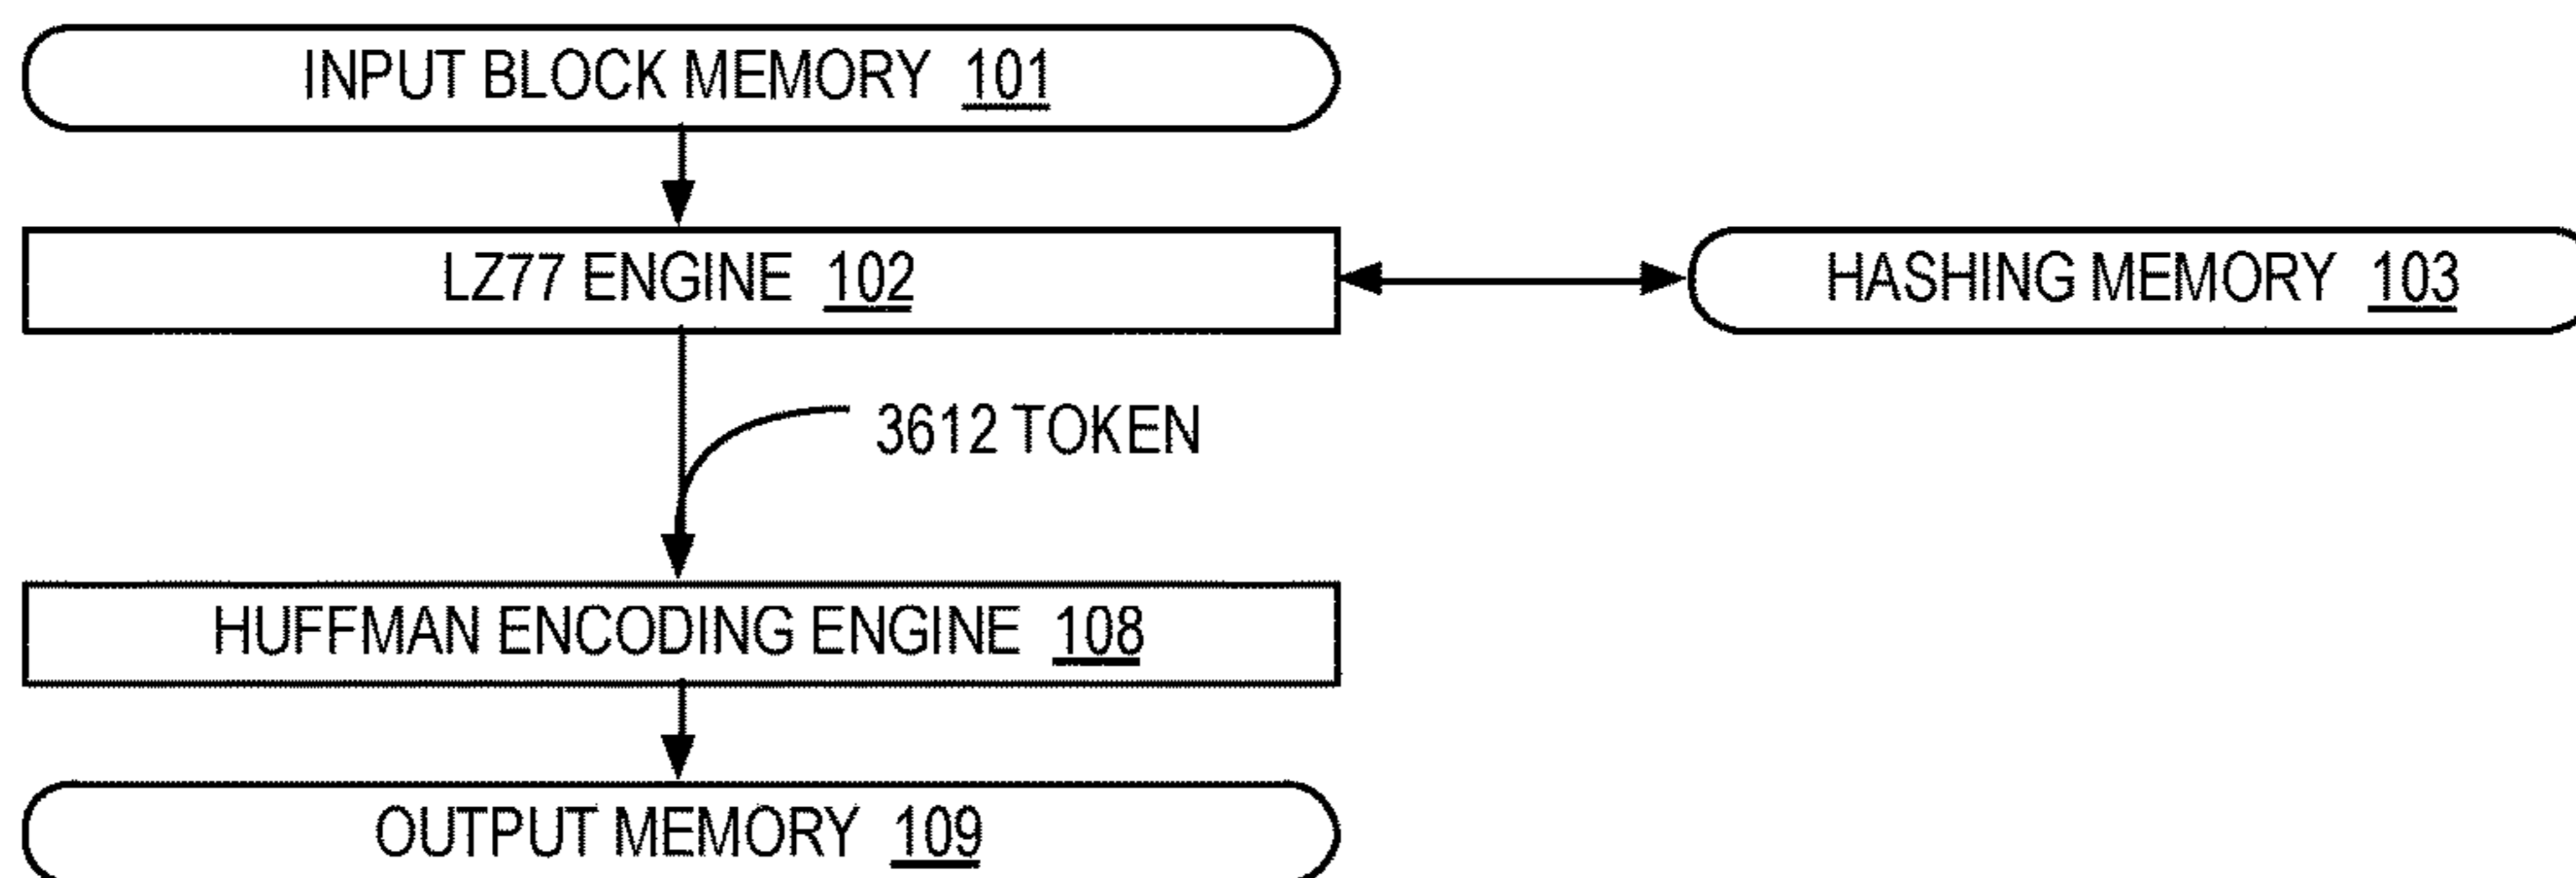 INPUT BLOCK MEMORY 101
LZ77 ENGINE 102
HASHING MEMORY 103
3612 TOKEN
HUFFMAN ENCODING ENGINE 108
OUTPUT MEMORY 109